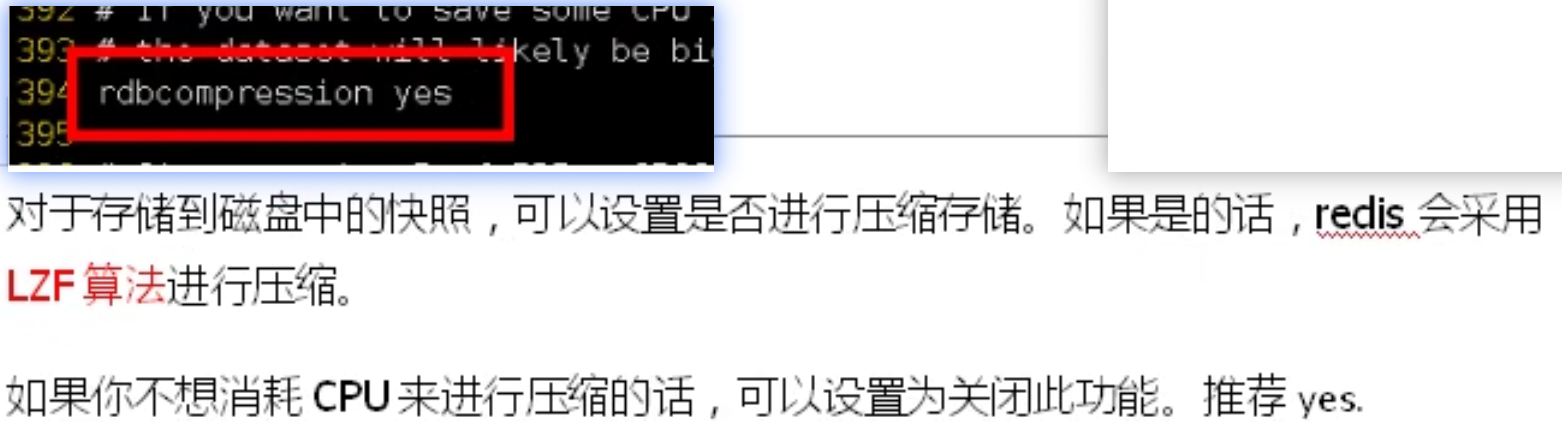 392 # If you want to save some CPU
393 # the dataset will likely be bi
394 rdbcompression yes
395
对于存储到磁盘中的快照，可以设置是否进行压缩存储。如果是的话，redis 会采用
LZF 算法进行压缩。
如果你不想消耗 CPU 来进行压缩的话，可以设置为关闭此功能。推荐 yes.